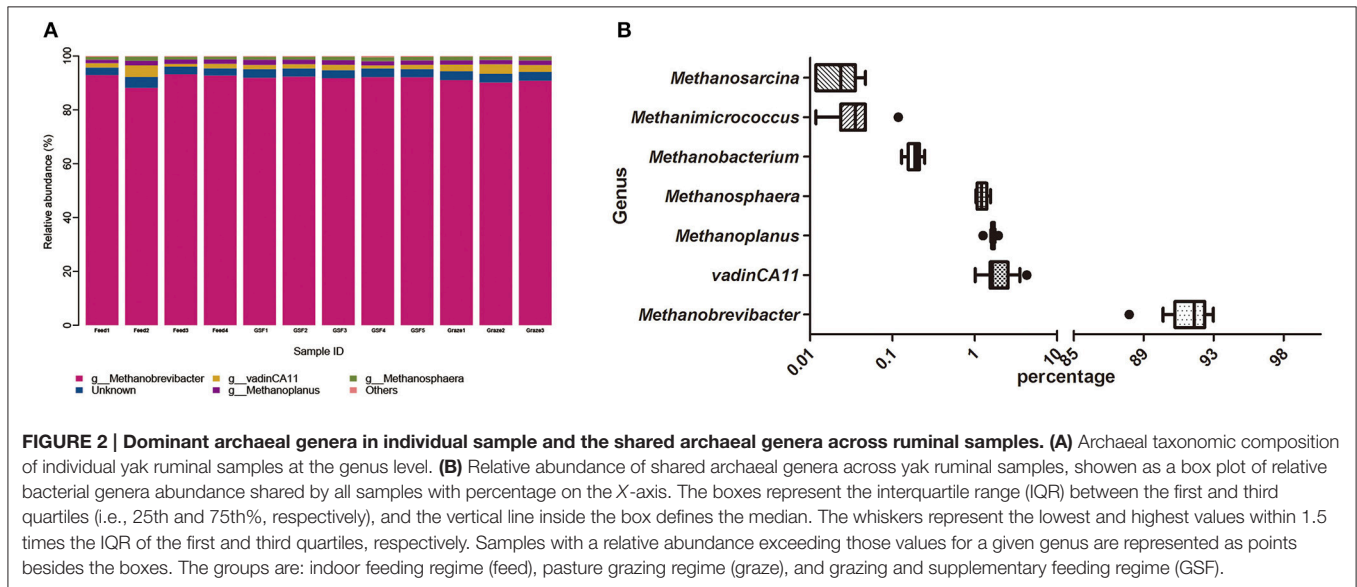 A
Relative abundance (%)
100
80
60
40
20
0
Feed1 Feed2 Feed3 Feed4 GSF1 GSF2 GSF3 GSF4 GSF5 Graze1 Graze2 Graze3
Sample ID
g__Methanobrevibacter g__vadinCA11 g__Methanosphaera
Unknown g__Methanoplanus Others
B
Genus
Methanosarcina
Methanimicrococcus
Methanobacterium
Methanosphaera
Methanoplanus
vadinCA11
Methanobrevibacter
0.01 0.1 1 10 85 89 93 98
percentage
FIGURE 2 | Dominant archaeal genera in individual sample and the shared archaeal genera across ruminal samples. (A) Archaeal taxonomic composition
of individual yak ruminal samples at the genus level. (B) Relative abundance of shared archaeal genera across yak ruminal samples, showen as a box plot of relative
bacterial genera abundance shared by all samples with percentage on the X-axis. The boxes represent the interquartile range (IQR) between the first and third
quartiles (i.e., 25th and 75th%, respectively), and the vertical line inside the box defines the median. The whiskers represent the lowest and highest values within 1.5
times the IQR of the first and third quartiles, respectively. Samples with a relative abundance exceeding those values for a given genus are represented as points
besides the boxes. The groups are: indoor feeding regime (feed), pasture grazing regime (graze), and grazing and supplementary feeding regime (GSF).